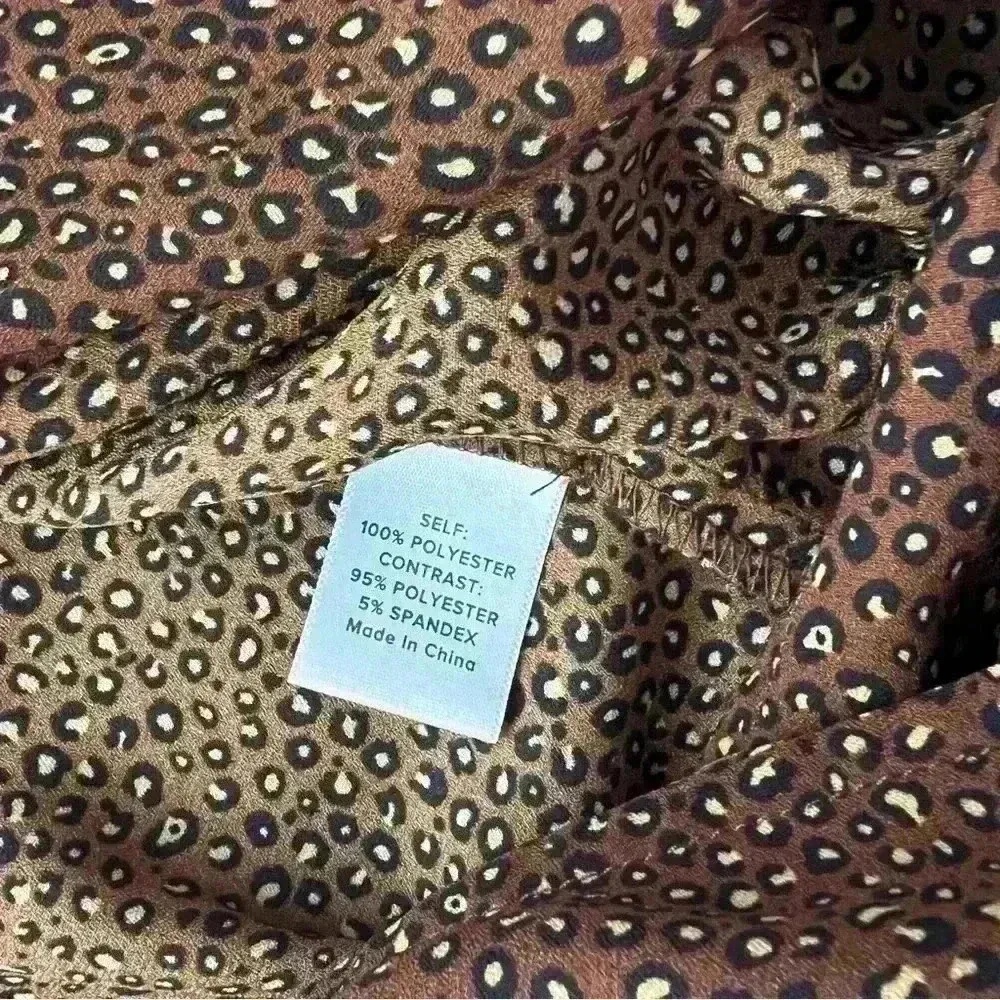 SELF:
100% POLYESTER
CONTRAST:
95% POLYESTER
5% SPANDEX
Made In China